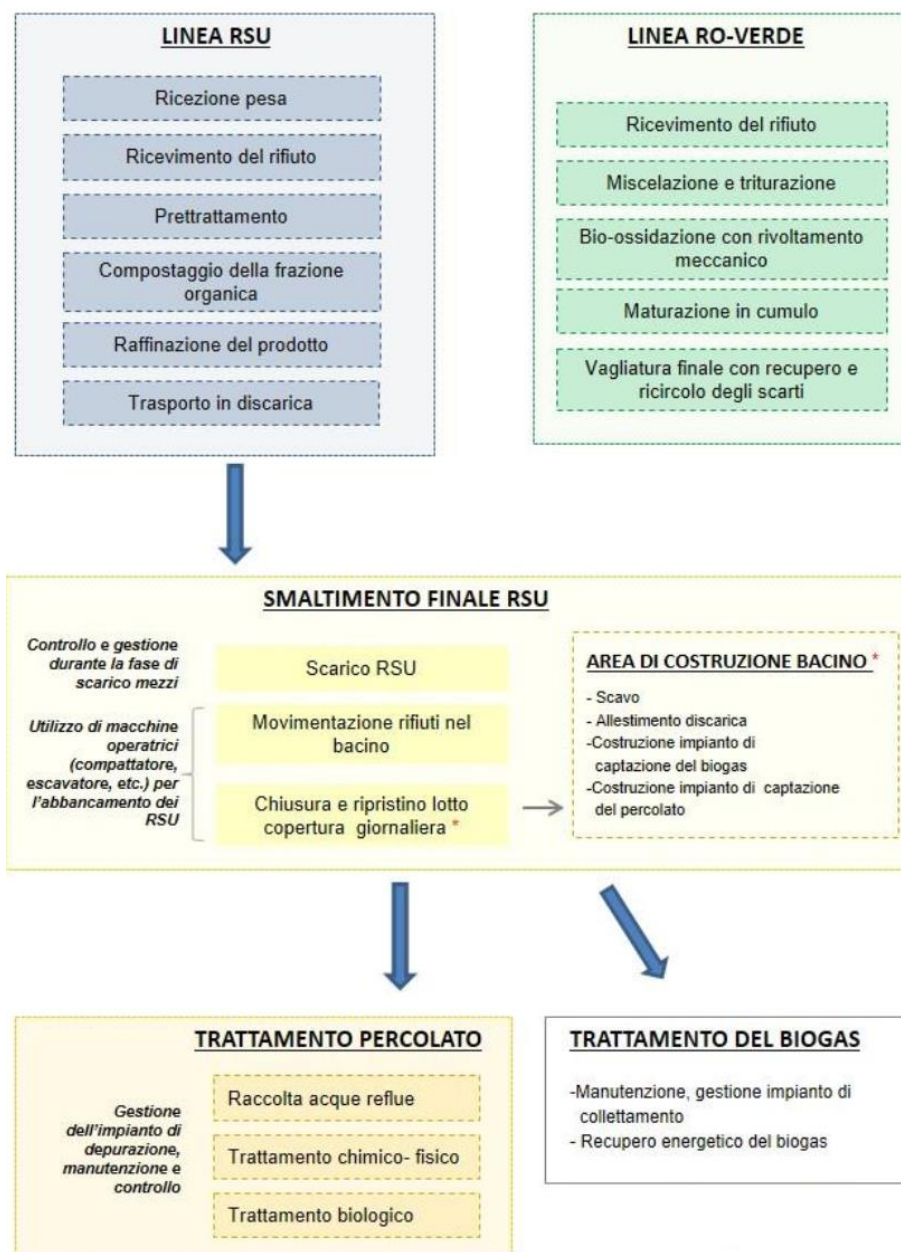 LINEA RSU
Ricezione pesa
Ricevimento del rifiuto
Prettrattamento
Compostaggio della frazione
organica
Raffinazione del prodotto
Trasporto in discarica
LINEA RO-VERDE
Ricevimento del rifiuto
Miscelazione e triturazione
Bio-ossidazione con rivoltamento
meccanico
Maturazione in cumulo
Vagliatura finale con recupero e
ricircolo degli scarti
SMALTIMENTO FINALE RSU
Controllo e gestione
durante la fase di
scarico mezzi
Scarico RSU
Utilizzo di macchine
operatrici
(compattatore,
escavatore, etc.) per
l'abbancamento dei
RSU
Movimentazione rifiuti nel
bacino
Chiusura e ripristino lotto
copertura giornaliera *
AREA DI COSTRUZIONE BACINO *
- Scavo
- Allestimento discarica
-Costruzione impianto di
captazione del biogas
-Costruzione impianto di captazione
del percolato
TRATTAMENTO PERCOLATO
Gestione
dell'impianto di
depurazione,
manutenzione e
controllo
Raccolta acque reflue
Trattamento chimico- fisico
Trattamento biologico
TRATTAMENTO DEL BIOGAS
-Manutenzione, gestione impianto di
collettamento
- Recupero energetico del biogas